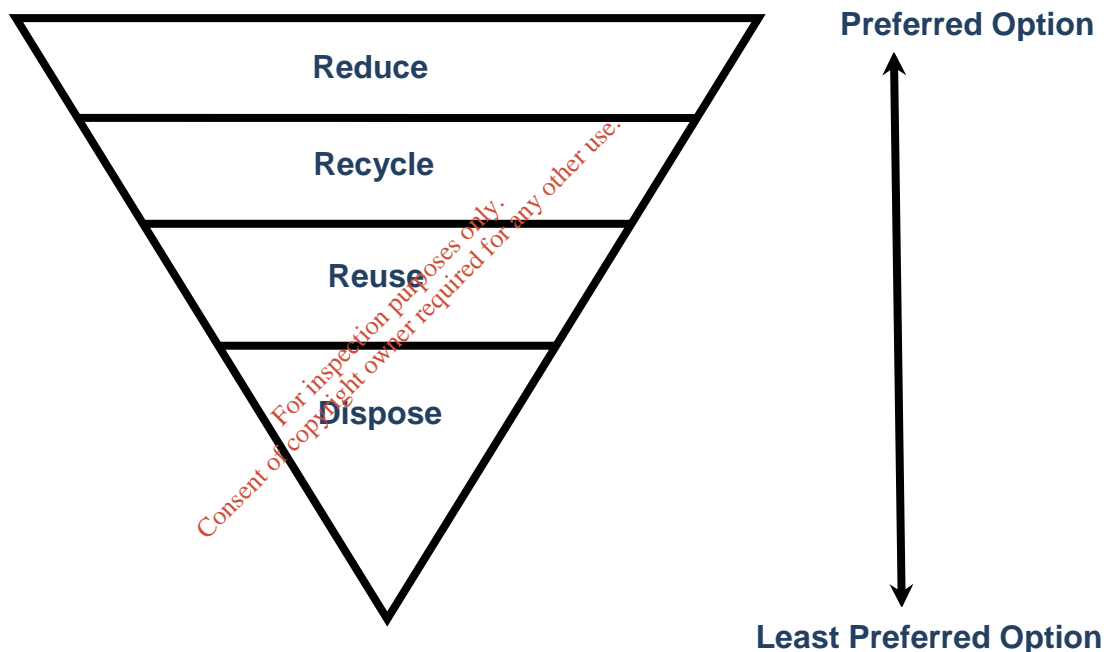 Preferred Option
Reduce
Recycle
Reuse
Dispose
Least Preferred Option
For inspection purposes only.
Consent of copyright owner required for any other use.